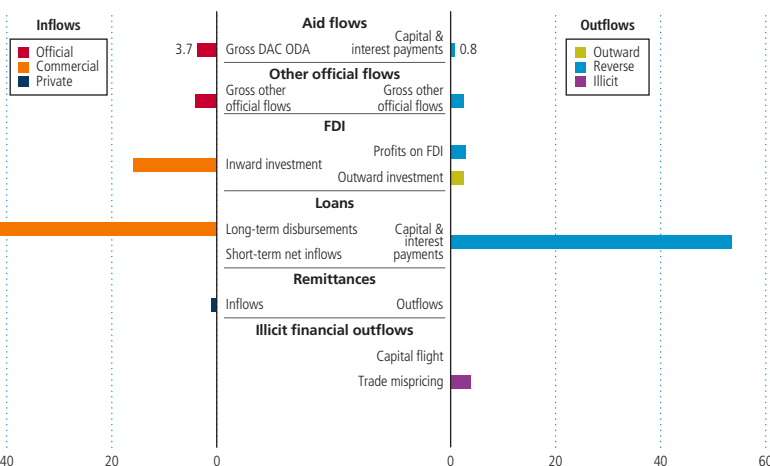 Inflows
Official
Commercial
Private
Outflows
Outward
Reverse
Illicit
Aid flows
3.7
Gross DAC ODA
Capital &
interest payments
0.8
Other official flows
Gross other
official flows
Gross other
official flows
FDI
Profits on FDI
Inward investment
Outward investment
Loans
Long-term disbursements
Short-term net inflows
Capital &
interest
payments
Remittances
Inflows
Outflows
Illicit financial outflows
Capital flight
Trade mispricing
40 20 0 0 20 40 60